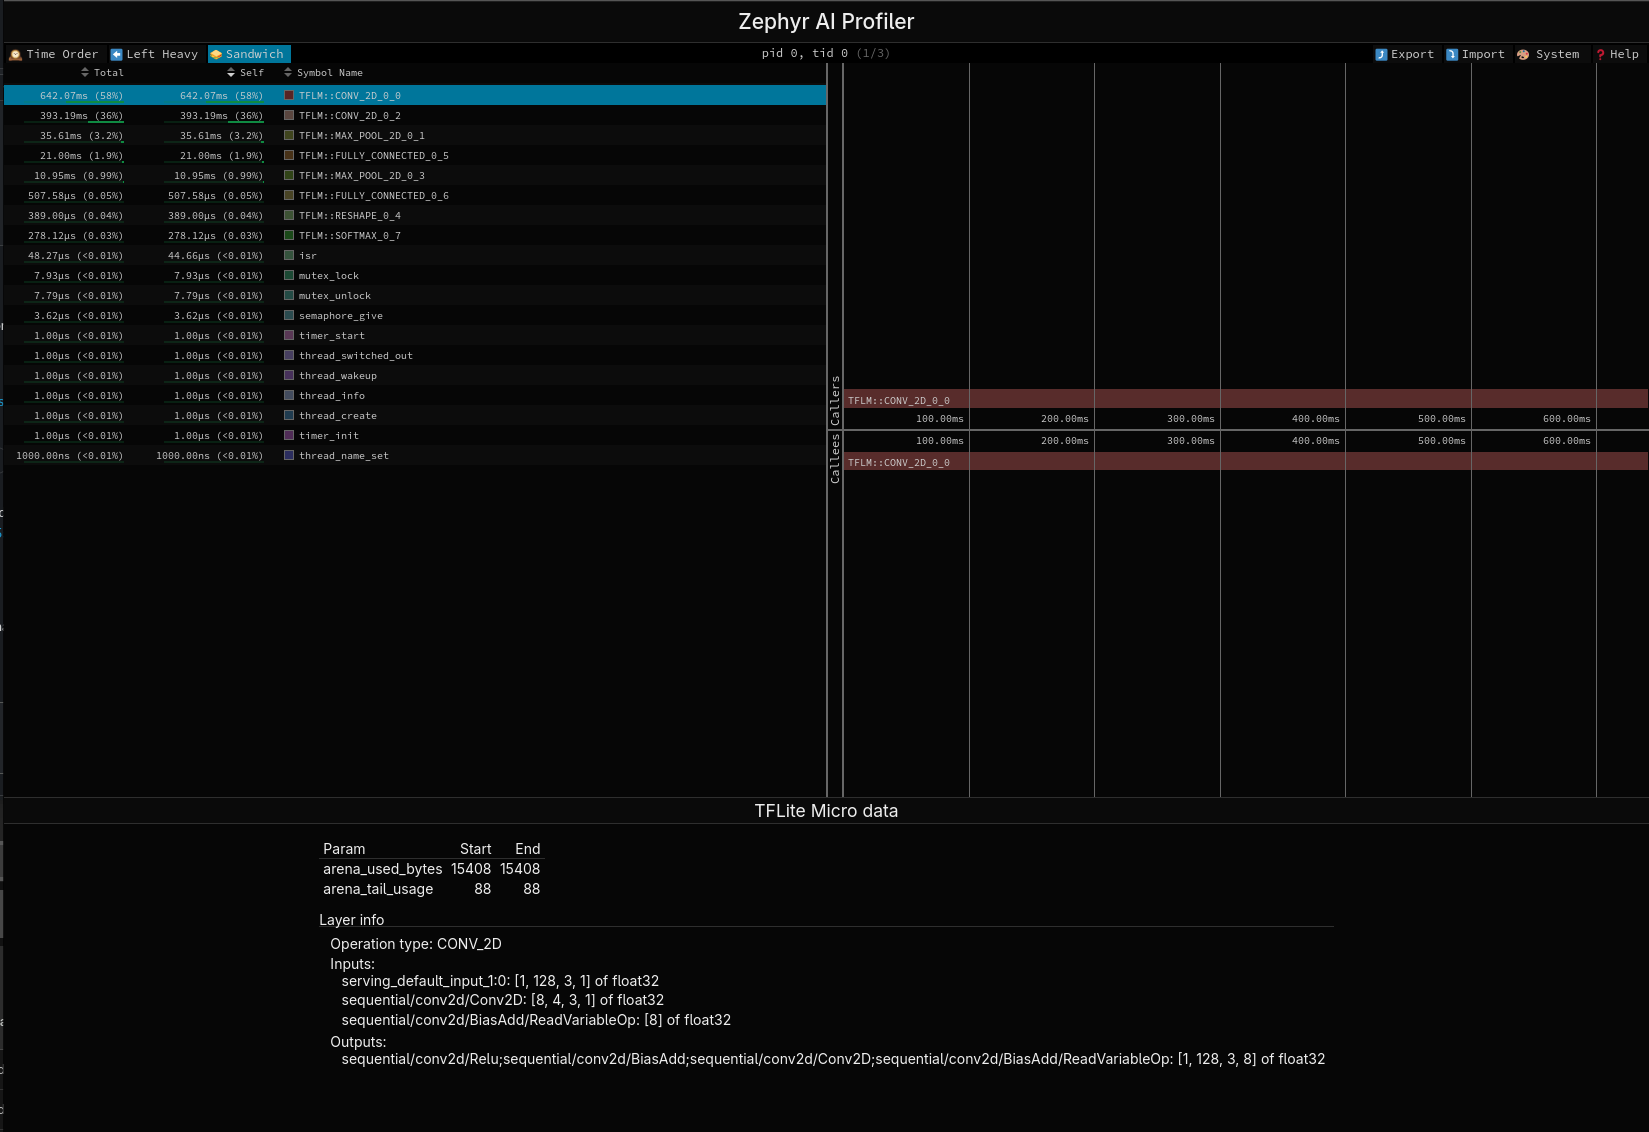 Zephyr AI Profiler
Time Order Left Heavy Sandwich pid 0, tid 0 (1/3) Export Import System Help
Total Self Symbol Name
642.07ms (58%) 642.07ms (58%) TFLM::CONV_2D_0_0
393.19ms (36%) 393.19ms (36%) TFLM::CONV_2D_0_2
35.61ms (3.2%) 35.61ms (3.2%) TFLM::MAX_POOL_2D_0_1
21.00ms (1.9%) 21.00ms (1.9%) TFLM::FULLY_CONNECTED_0_5
10.95ms (0.99%) 10.95ms (0.99%) TFLM::MAX_POOL_2D_0_3
507.58µs (0.05%) 507.58µs (0.05%) TFLM::FULLY_CONNECTED_0_6
389.00µs (0.04%) 389.00µs (0.04%) TFLM::RESHAPE_0_4
278.12µs (0.03%) 278.12µs (0.03%) TFLM::SOFTMAX_0_7
48.27µs (<0.01%) 44.66µs (<0.01%) isr
7.93µs (<0.01%) 7.93µs (<0.01%) mutex_lock
7.79µs (<0.01%) 7.79µs (<0.01%) mutex_unlock
3.62µs (<0.01%) 3.62µs (<0.01%) semaphore_give
1.00µs (<0.01%) 1.00µs (<0.01%) timer_start
1.00µs (<0.01%) 1.00µs (<0.01%) thread_switched_out
1.00µs (<0.01%) 1.00µs (<0.01%) thread_wakeup
1.00µs (<0.01%) 1.00µs (<0.01%) thread_info
1.00µs (<0.01%) 1.00µs (<0.01%) thread_create
1.00µs (<0.01%) 1.00µs (<0.01%) timer_init
1000.00ns (<0.01%) 1000.00ns (<0.01%) thread_name_set
Callers
TFLM::CONV_2D_0_0
100.00ms 200.00ms 300.00ms 400.00ms 500.00ms 600.00ms
Callees
100.00ms 200.00ms 300.00ms 400.00ms 500.00ms 600.00ms
TFLM::CONV_2D_0_0
TFLite Micro data
Param Start End
arena_used_bytes 15408 15408
arena_tail_usage 88 88
Layer info
Operation type: CONV_2D
Inputs:
serving_default_input_1:0: [1, 128, 3, 1] of float32
sequential/conv2d/Conv2D: [8, 4, 3, 1] of float32
sequential/conv2d/BiasAdd/ReadVariableOp: [8] of float32
Outputs:
sequential/conv2d/Relu;sequential/conv2d/BiasAdd;sequential/conv2d/Conv2D;sequential/conv2d/BiasAdd/ReadVariableOp: [1, 128, 3, 8] of float32